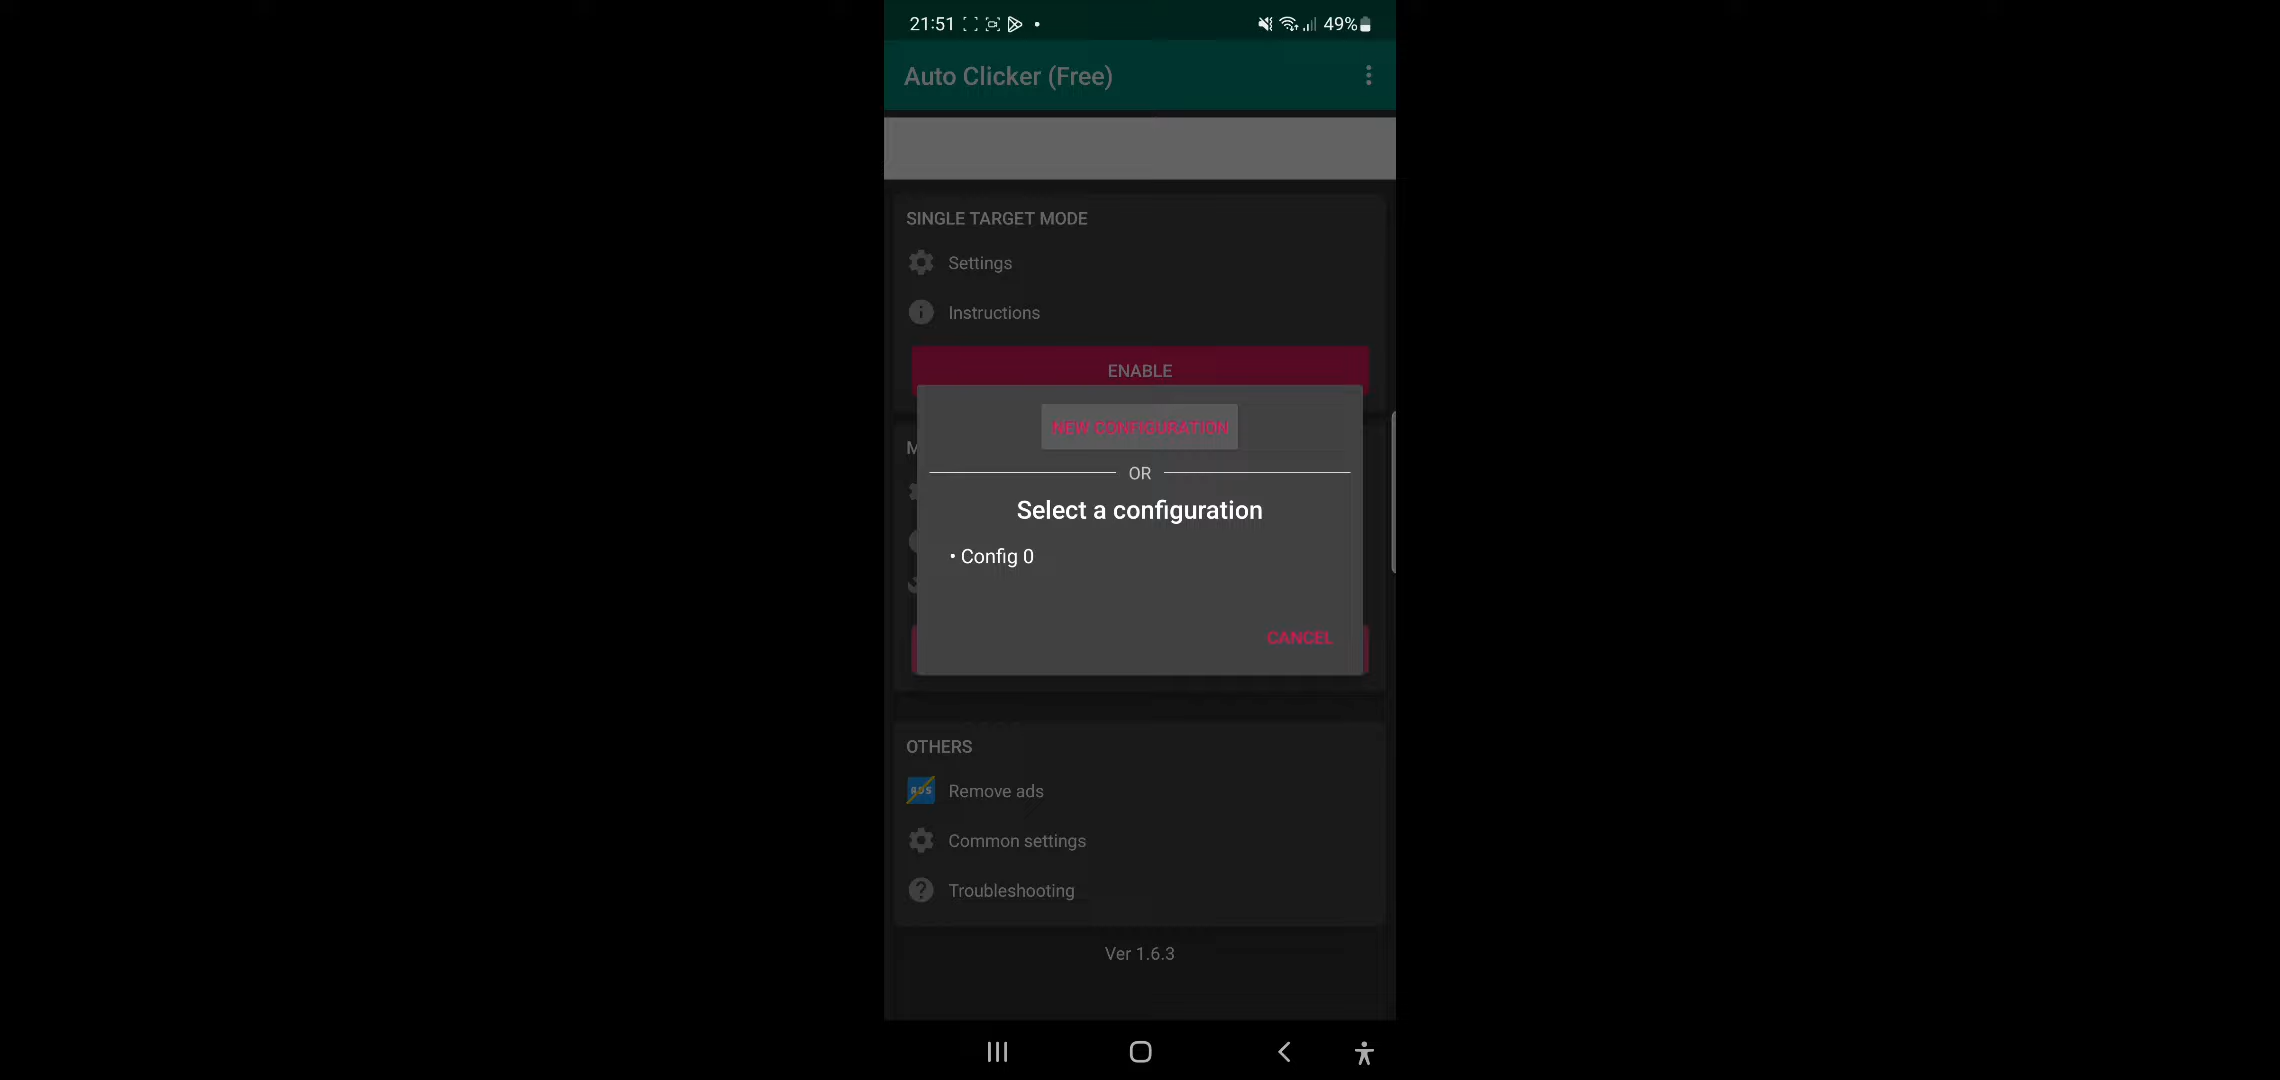 21:51
49%
Auto Clicker (Free)
SINGLE TARGET MODE
Settings
Instructions
ENABLE
NEW CONFIGURATION
M
OR
Select a configuration
• Config 0
CANCEL
OTHERS
ADS
Remove ads
Common settings
Troubleshooting
Ver 1.6.3